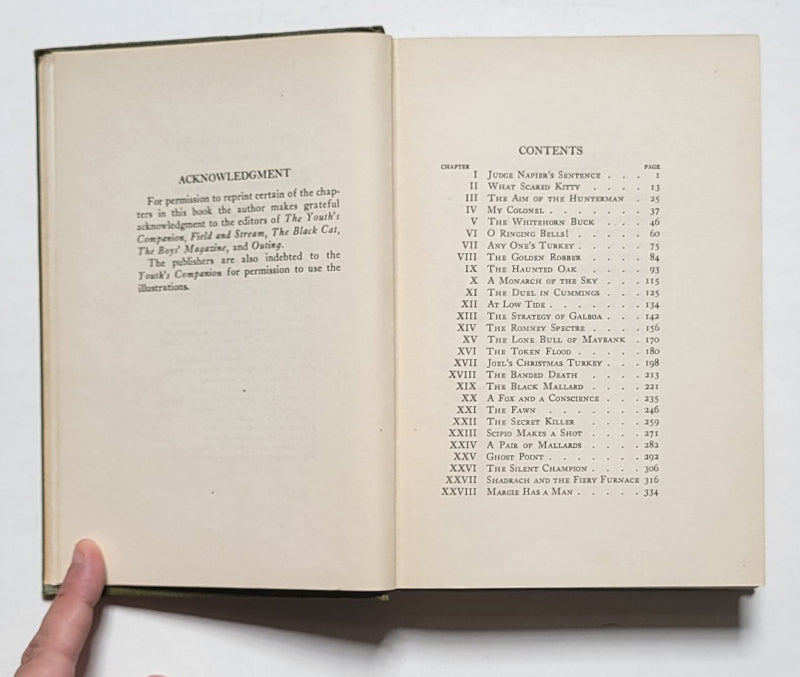 ACKNOWLEDGMENT
For permission to reprint certain of the chap-
ters in this book the author makes grateful
acknowledgment to the editors of The Youth's
Companion, Field and Stream, The Black Cat,
The Boys' Magazine, and Outing.
The publishers are also indebted to the
Youth's Companion for permission to use the
illustrations.
CONTENTS
CHAPTER PAGE
I Judge Napier's Sentence . . . 1
II What Scared Kitty . . . . 13
III The Aim of the Hunterman . 25
IV My Colonel . . . . . . . 37
V The Whitehorn Buck . . . 46
VI O Ringing Bells! . . . . . 60
VII Any One's Turkey . . . . . 75
VIII The Golden Robber . . . . 84
IX The Haunted Oak . . . . 93
X A Monarch of the Sky . . . 115
XI The Duel in Cummings . . . 125
XII At Low Tide . . . . . . . 134
XIII The Strategy of Galboa . . . 142
XIV The Romney Spectre . . . . 156
XV The Lone Bull of Maybank . 170
XVI The Token Flood . . . . . 180
XVII Joel's Christmas Turkey . . . 198
XVIII The Banded Death . . . . 213
XIX The Black Mallard . . . . 221
XX A Fox and a Conscience . . . 235
XXI The Fawn . . . . . . . 246
XXII The Secret Killer . . . . 259
XXIII Scipio Makes a Shot . . . . 271
XXIV A Pair of Mallards . . . . 282
XXV Ghost Point . . . . . . . 292
XXVI The Silent Champion . . . . 306
XXVII Shadrach and the Fiery Furnace 316
XXVIII Margie Has a Man . . . . . 334